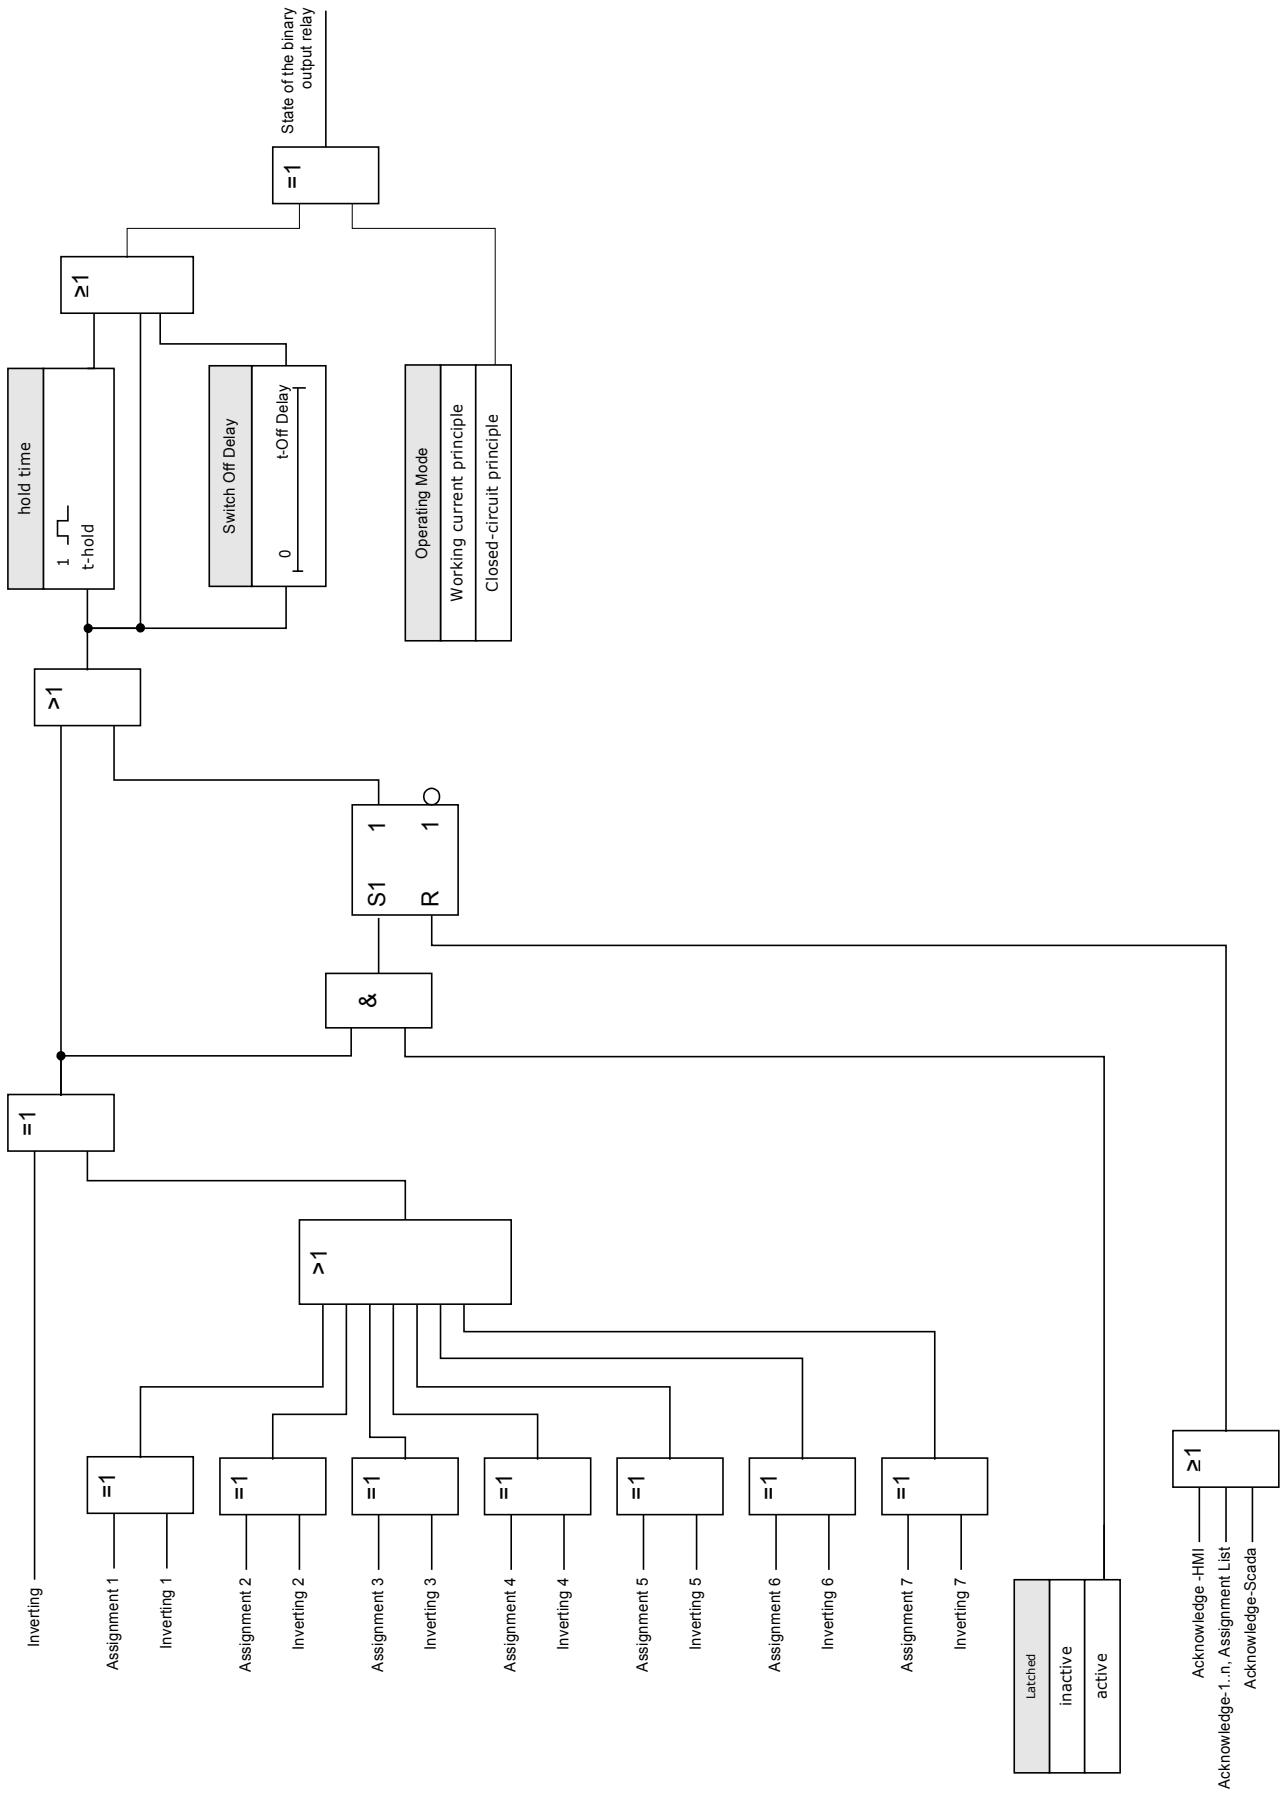 Inverting
Assignment 1
Inverting 1
Assignment 2
Inverting 2
Assignment 3
Inverting 3
Assignment 4
Inverting 4
Assignment 5
Inverting 5
Assignment 6
Inverting 6
Assignment 7
Inverting 7
Latched
inactive
active
Acknowledge -HMI
Acknowledge-1..n, Assignment List
Acknowledge-Scada
=1
=1
=1
=1
=1
=1
=1
≥1
>1
=1
&
S1 1
R 1
>1
hold time
1
t-hold
Switch Off Delay
0 t-Off Delay
Operating Mode
Working current principle
Closed-circuit principle
≥1
=1
State of the binary
output relay